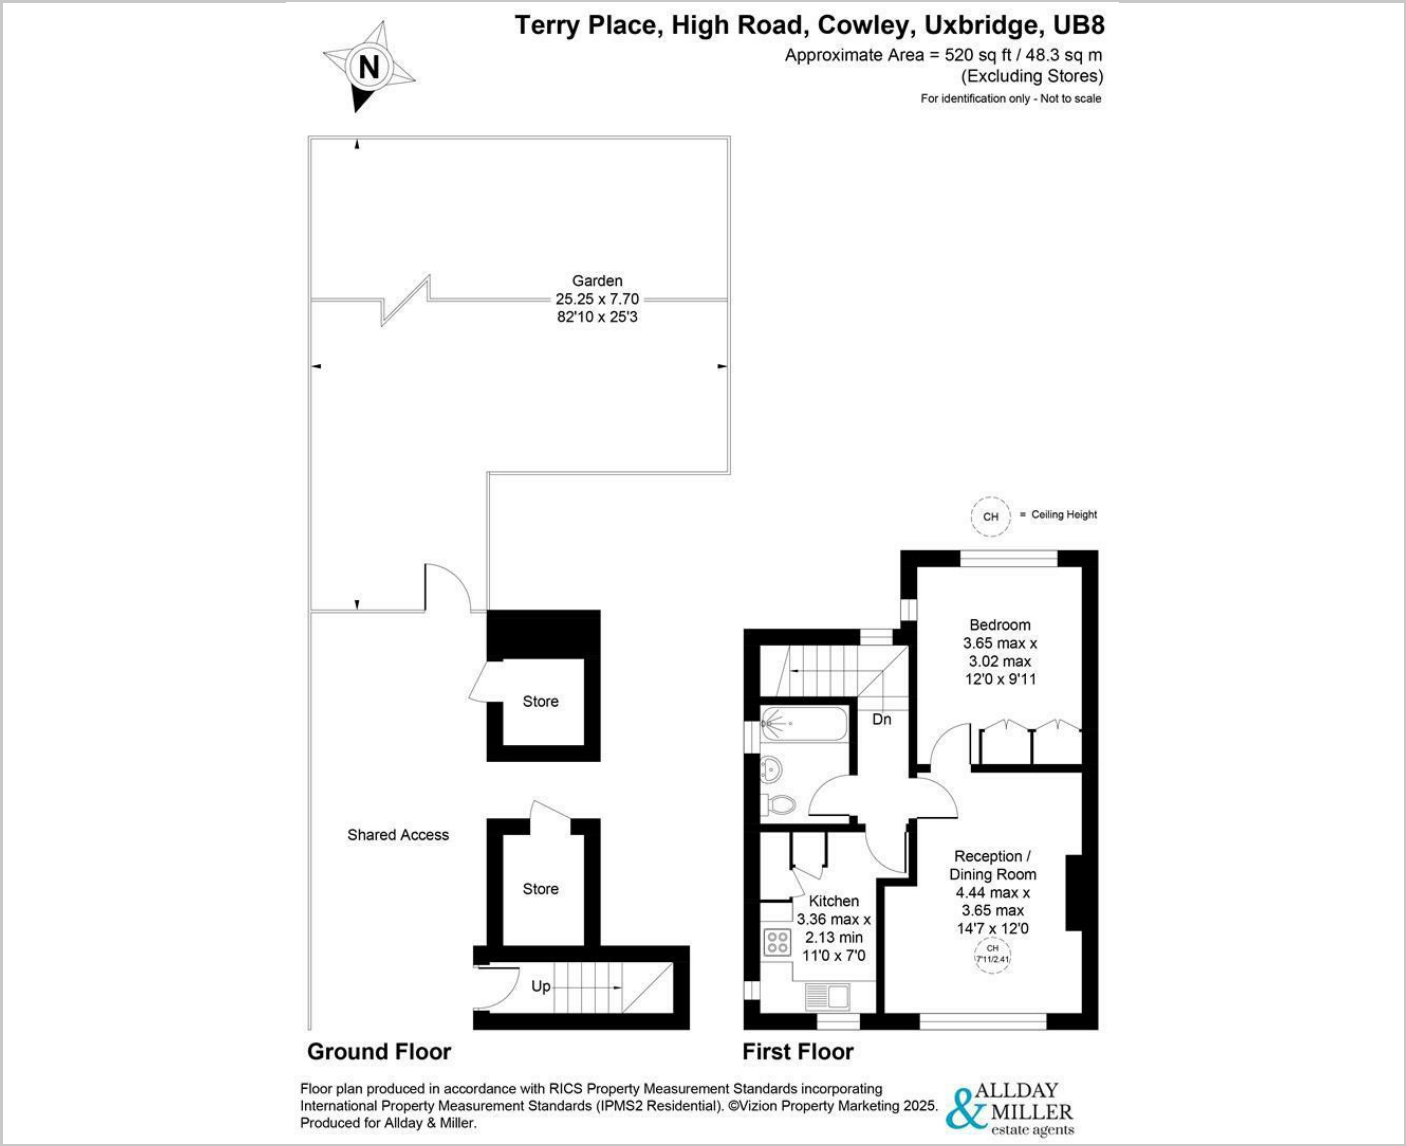 Terry Place, High Road, Cowley, Uxbridge, UB8
Approximate Area = 520 sq ft / 48.3 sq m
(Excluding Stores)
For identification only - Not to scale
N
Garden
25.25 x 7.70
82'10 x 25'3
CH = Ceiling Height
Bedroom
3.65 max x
3.02 max
12'0 x 9'11
Store
Dn
Shared Access
Store
Reception /
Dining Room
4.44 max x
3.65 max
14'7 x 12'0
CH
7'11/2.41
Kitchen
3.36 max x
2.13 min
11'0 x 7'0
Up
Ground Floor
First Floor
Floor plan produced in accordance with RICS Property Measurement Standards incorporating
International Property Measurement Standards (IPMS2 Residential). ©Vizion Property Marketing 2025.
Produced for Allday & Miller.
ALLDAY
& MILLER
estate agents